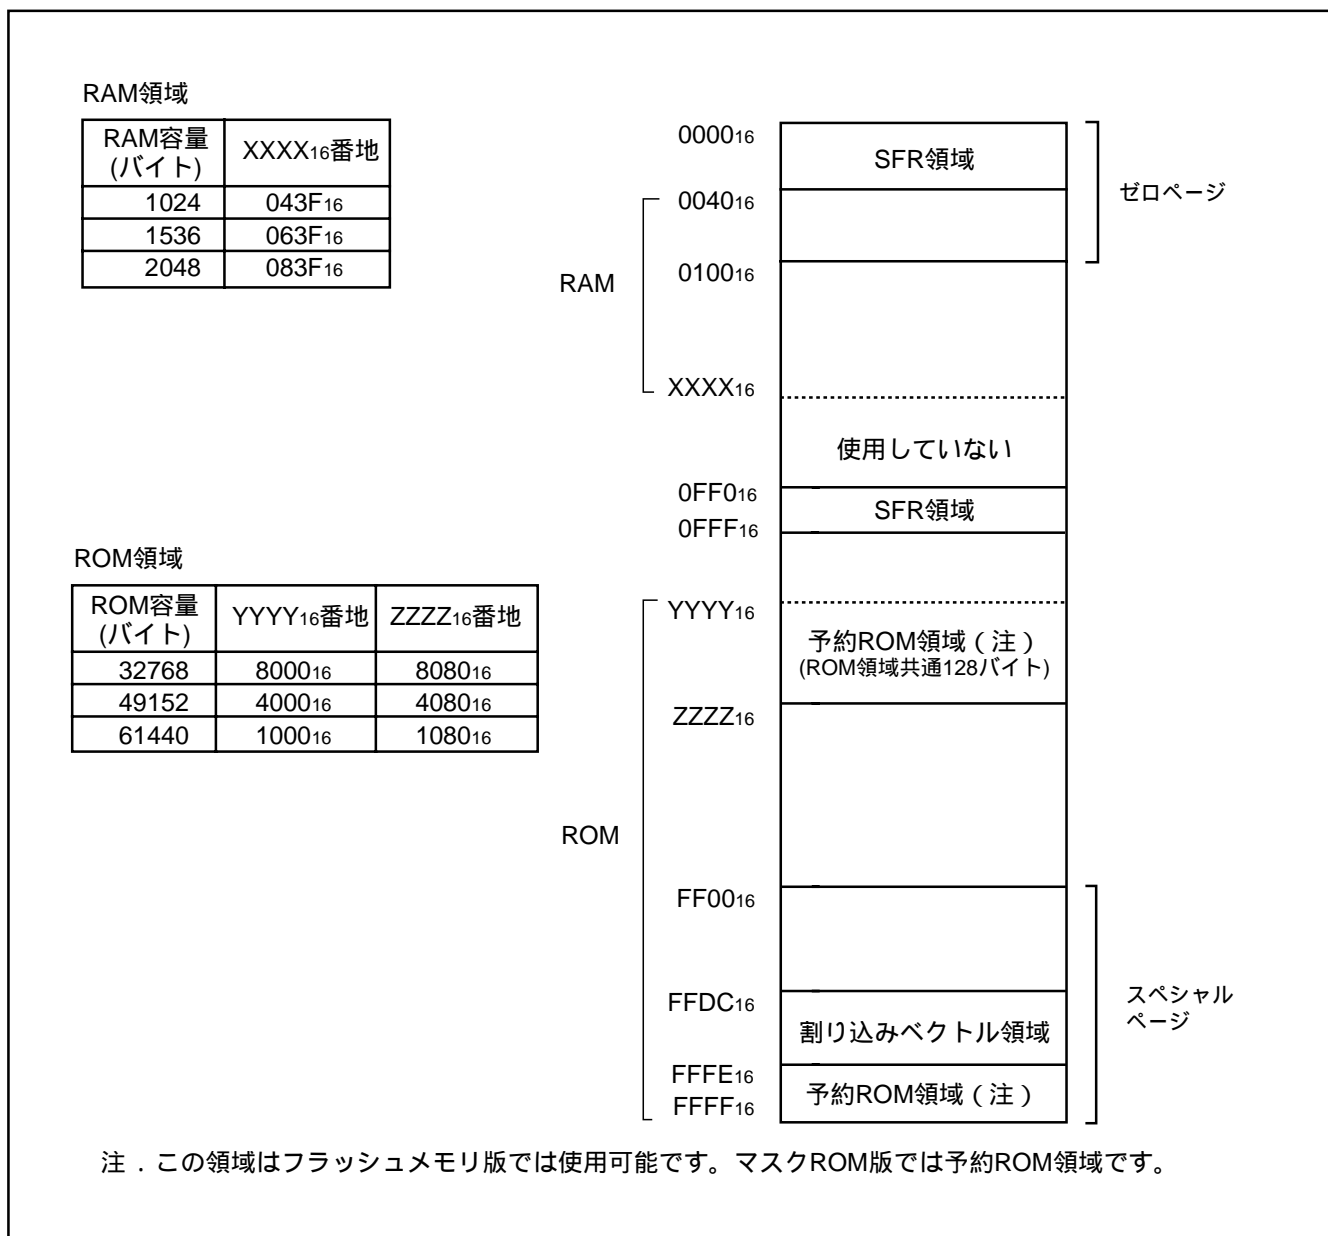 RAM領域
RAM容量
(バイト)
XXXX16番地
1024 043F16
1536 063F16
2048 083F16
ROM領域
ROM容量
(バイト)
YYYY16番地 ZZZZ16番地
32768 800016 808016
49152 400016 408016
61440 100016 108016
000016
SFR領域
ゼロページ
004016
RAM
010016
XXXX16
使用していない
0FF016
SFR領域
0FFF16
YYYY16
予約ROM領域(注)
(ROM領域共通128バイト)
ZZZZ16
ROM
FF0016
FFDC16
割り込みベクトル領域
スペシャル
ページ
FFFE16
予約ROM領域(注)
FFFF16
注．この領域はフラッシュメモリ版では使用可能です。マスクROM版では予約ROM領域です。